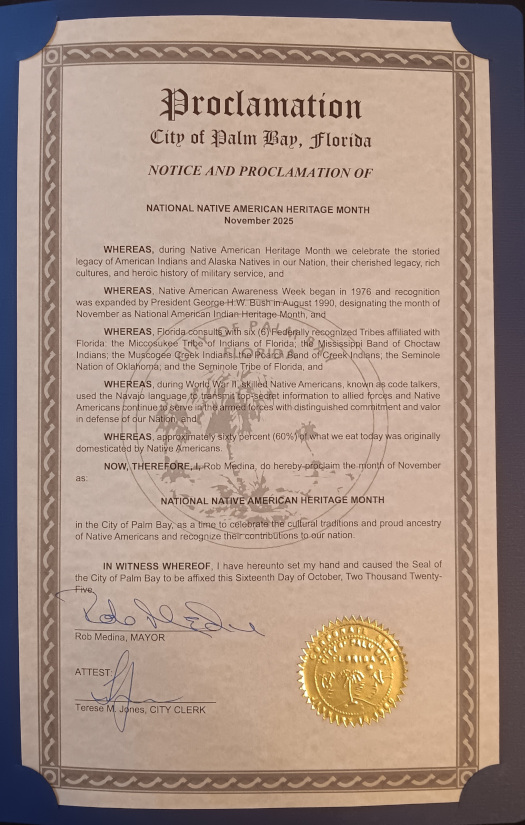 Proclamation
City of Palm Bay, Florida
NOTICE AND PROCLAMATION OF
NATIONAL NATIVE AMERICAN HERITAGE MONTH
November 2025
WHEREAS, during Native American Heritage Month we celebrate the storied
legacy of American Indians and Alaska Natives in our Nation, their cherished legacy, rich
cultures, and heroic history of military service, and
WHEREAS, Native American Awareness Week began in 1976 and recognition
was expanded by President George H.W. Bush in August 1990, designating the month of
November as National American Indian Heritage Month, and
WHEREAS, Florida consults with six (6) Federally recognized Tribes affiliated with
Florida; the Miccosukee Tribe of Indians of Florida; the Mississippi Band of Choctaw
Indians; the Muscogee Creek Indians, the Poarch Band of Creek Indians, the Seminole
Nation of Oklahoma; and the Seminole Tribe of Florida, and
WHEREAS, during World War II, skilled Native Americans, known as code talkers,
used the Navajo language to transmit top-secret information to allied forces and Native
Americans continue to serve in the armed forces with distinguished commitment and valor
in defense of our Nation, and
WHEREAS, approximately sixty percent (60%) of what we eat today was originally
domesticated by Native Americans.
NOW, THEREFORE, I, Rob Medina, do hereby proclaim the month of November
as:
NATIONAL NATIVE AMERICAN HERITAGE MONTH
in the City of Palm Bay, as a time to celebrate the cultural traditions and proud ancestry
of Native Americans and recognize their contributions to our nation.
IN WITNESS WHEREOF, I have hereunto set my hand and caused the Seal of
the City of Palm Bay to be affixed this Sixteenth Day of October, Two Thousand Twenty-
Five.
Rob Medina, MAYOR
ATTEST:
Terese M. Jones, CITY CLERK
CITY OF PALM BAY
FLORIDA
CITY OF PALM BAY
FLORIDA